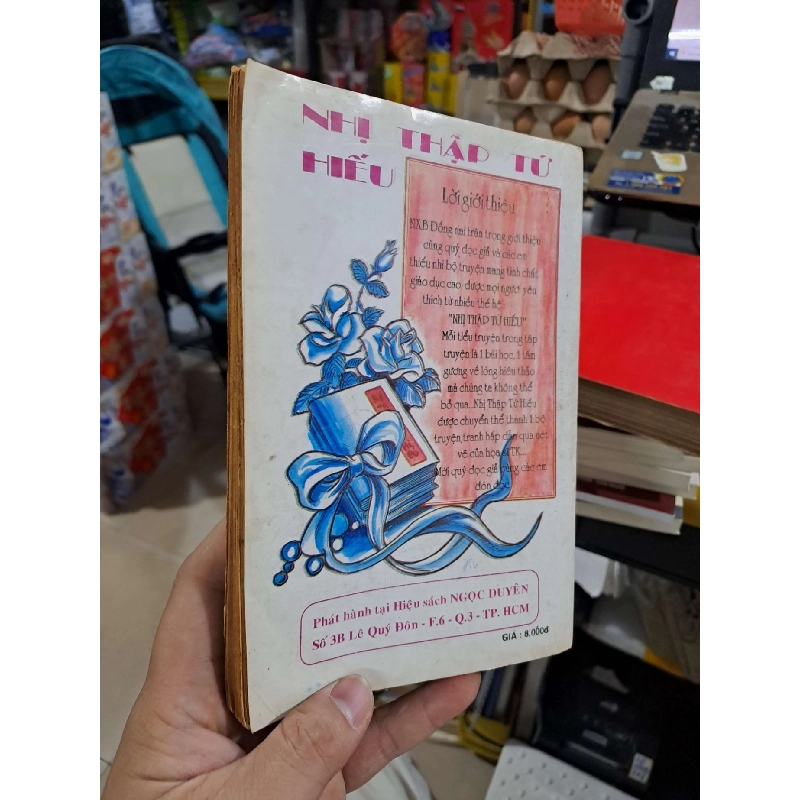 NHỊ THẬP TỨ
HIẾU
Lời giới thiệu
NXB Đồng nai trân trọng giới thiệu
cùng quý đọc giả và các em
thiếu nhi bộ truyện mang tính chất
giáo dục cao, được mọi người yêu
thích từ nhiều thế hệ.
"NHỊ THẬP TỨ HIẾU"
Mỗi tiểu truyện trong tập
truyện là 1 bài học, 1 tấm
gương về lòng hiếu thảo
mà chúng ta không thể
bỏ qua...Nhị Thập Tứ Hiếu
được chuyển thể thành 1 bộ
truyện tranh hấp dẫn qua nét
vẽ của họa sĩ TK...
Mời quý đọc giả cùng các em
đón đọc
Phát hành tại Hiệu sách NGỌC DUYÊN
Số 3B Lê Quý Đôn - F.6 - Q.3 - TP. HCM
GIÁ : 8.000đ